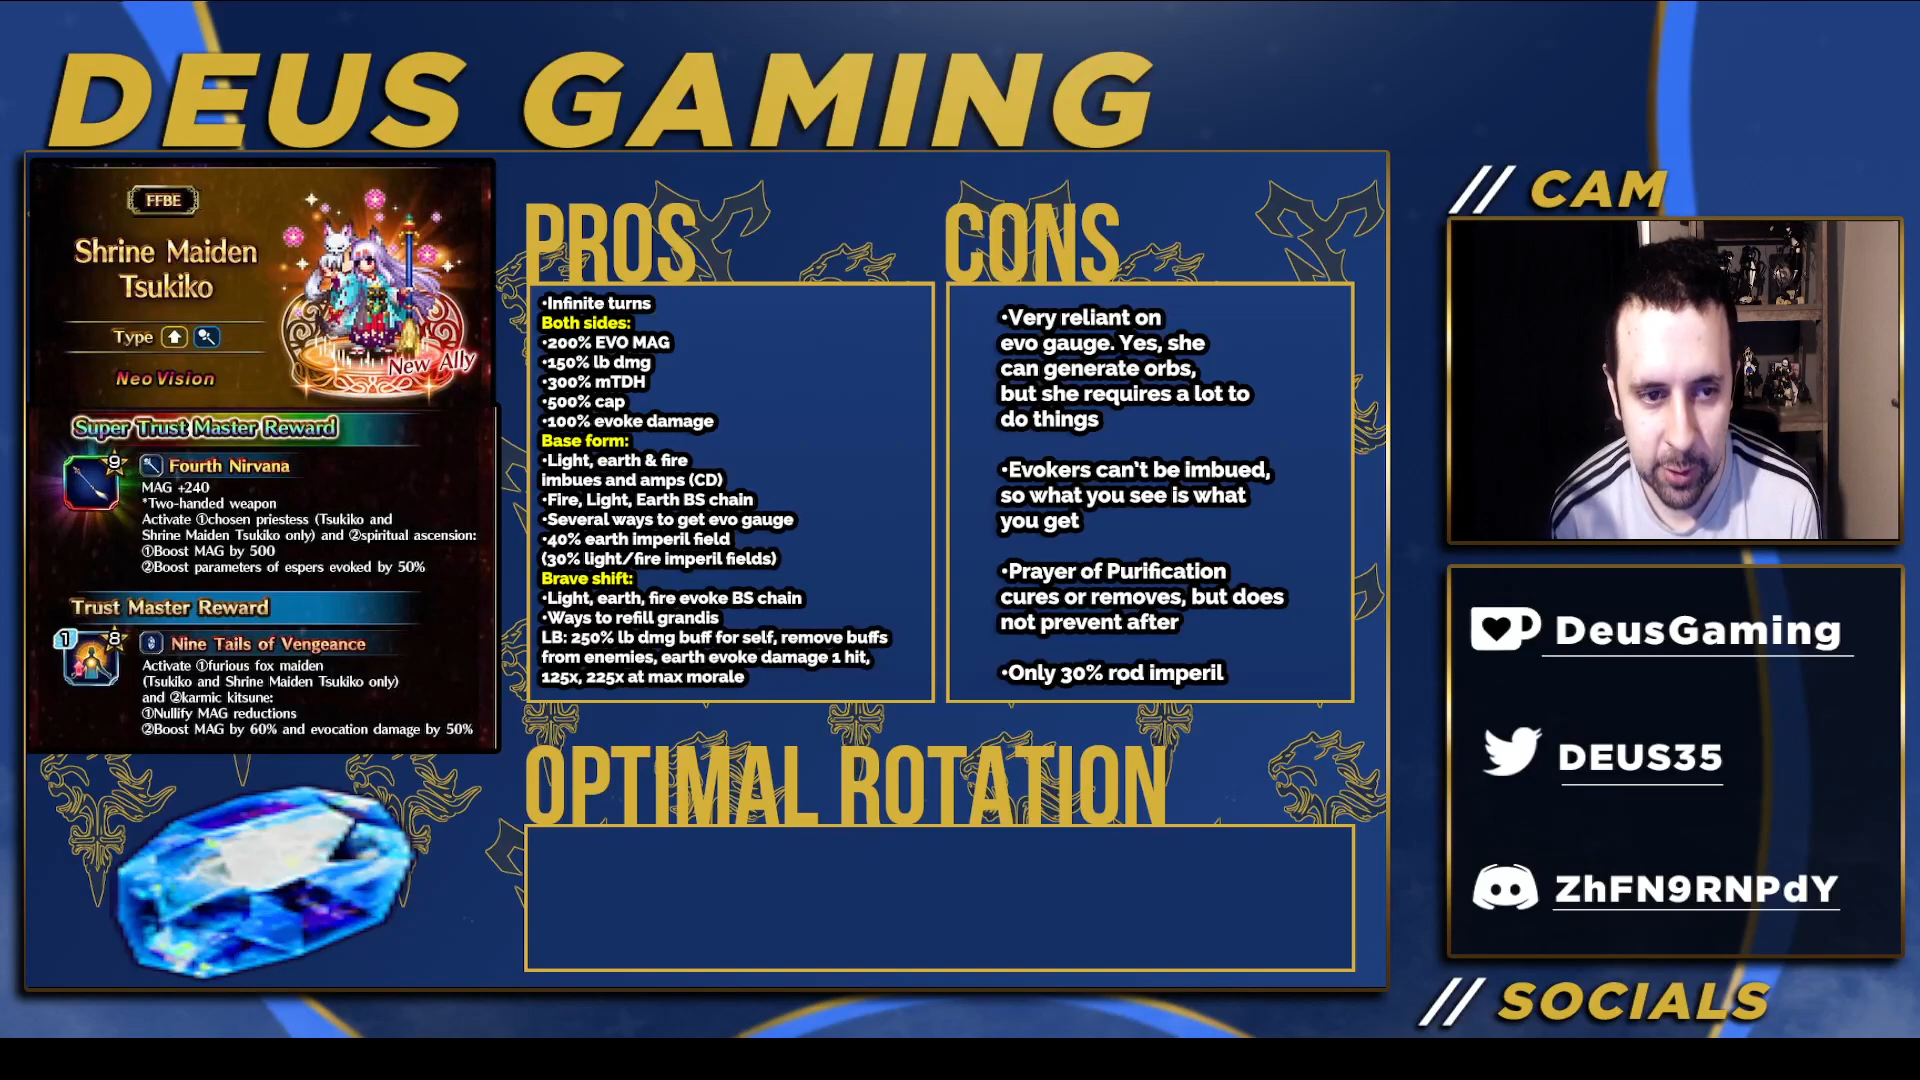 DEUS GAMING
FFBE
Shrine Maiden
Tsukiko
Type
NeoVision
New Ally
Super Trust Master Reward
9
Fourth Nirvana
MAG +240
*Two-handed weapon
Activate ①chosen priestess (Tsukiko and
Shrine Maiden Tsukiko only) and ②spiritual ascension:
①Boost MAG by 500
②Boost parameters of espers evoked by 50%
Trust Master Reward
1
8
Nine Tails of Vengeance
Activate ①furious fox maiden
(Tsukiko and Shrine Maiden Tsukiko only)
and ②karmic kitsune:
①Nullify MAG reductions
②Boost MAG by 60% and evocation damage by 50%
PROS
•Infinite turns
Both sides:
•200% EVO MAG
•150% lb dmg
•300% mTDH
•500% cap
•100% evoke damage
Base form:
•Light, earth & fire
imbues and amps (CD)
•Fire, Light, Earth BS chain
•Several ways to get evo gauge
•40% earth imperil field
(30% light/fire imperil fields)
Brave shift:
•Light, earth, fire evoke BS chain
•Ways to refill grandis
LB: 250% lb dmg buff for self, remove buffs
from enemies, earth evoke damage 1 hit,
125x, 225x at max morale
CONS
•Very reliant on
evo gauge. Yes, she
can generate orbs,
but she requires a lot to
do things
•Evokers can't be imbued,
so what you see is what
you get
•Prayer of Purification
cures or removes, but does
not prevent after
•Only 30% rod imperil
OPTIMAL ROTATION
// CAM
DeusGaming
DEUS35
ZhFN9RNPdY
// SOCIALS